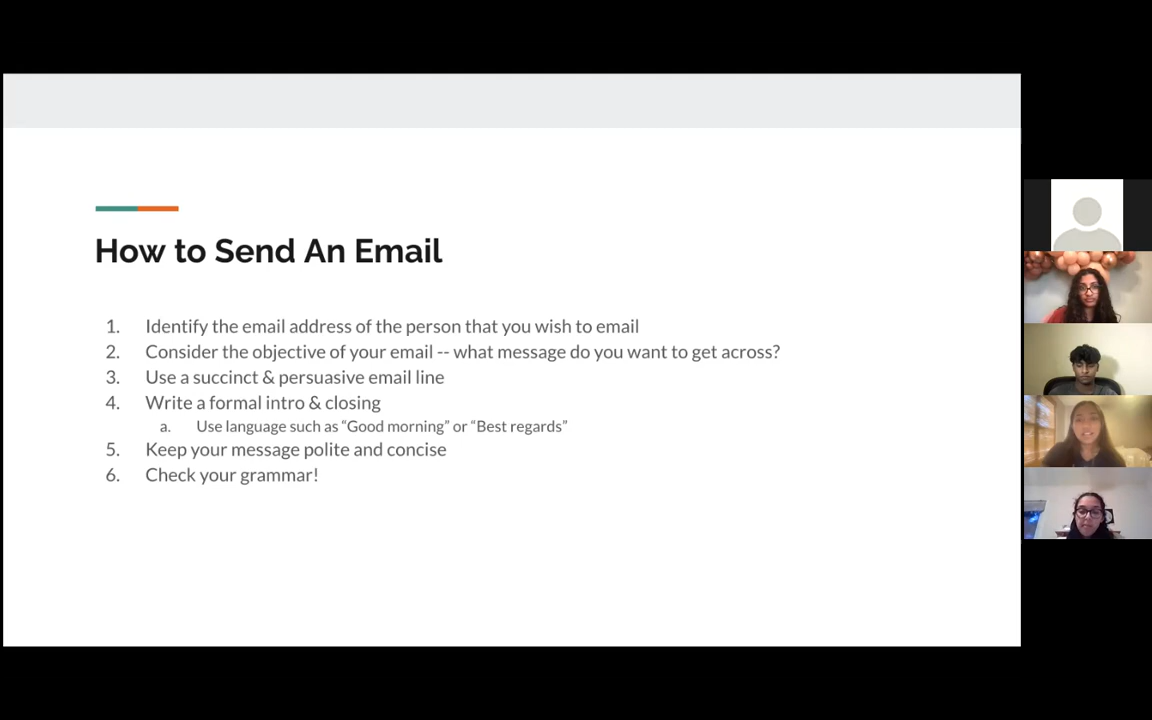 How to Send An Email
1. Identify the email address of the person that you wish to email
2. Consider the objective of your email -- what message do you want to get across?
3. Use a succinct & persuasive email line
4. Write a formal intro & closing
a. Use language such as “Good morning” or “Best regards”
5. Keep your message polite and concise
6. Check your grammar!